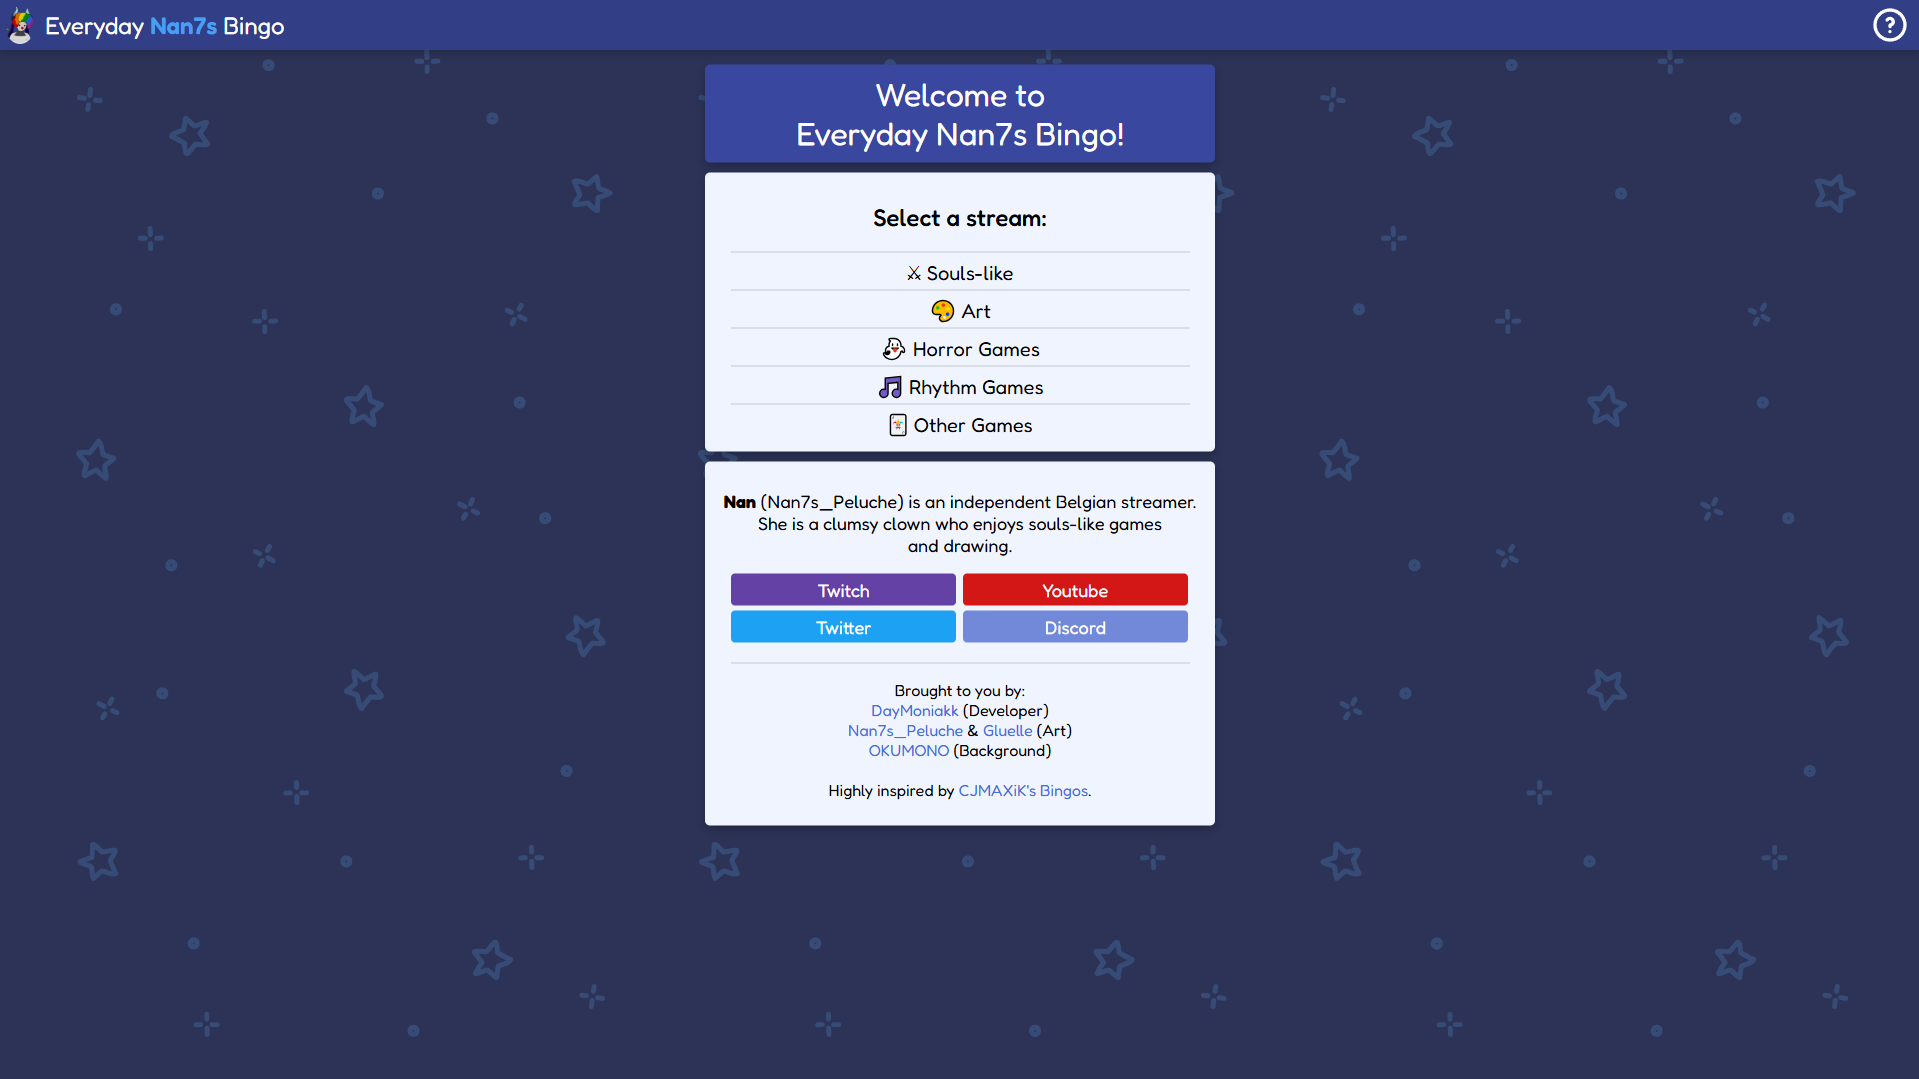 Everyday Nan7s Bingo
?
Welcome to
Everyday Nan7s Bingo!
Select a stream:
⚔ Souls-like
🎨 Art
Horror Games
🎵 Rhythm Games
🃏 Other Games
Nan (Nan7s_Peluche) is an independent Belgian streamer.
She is a clumsy clown who enjoys souls-like games
and drawing.
Twitch
Youtube
Twitter
Discord
Brought to you by:
DayMoniakk (Developer)
Nan7s_Peluche & Gluelle (Art)
OKUMONO (Background)
Highly inspired by CJMAXiK's Bingos.